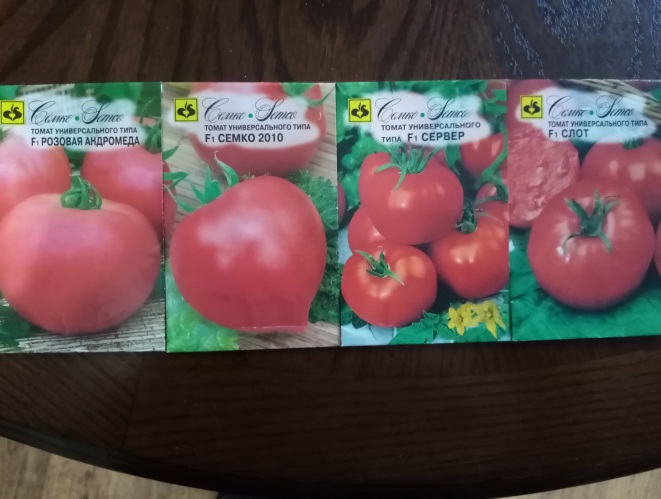 Семко • Semco
ТОМАТ УНИВЕРСАЛЬНОГО ТИПА
F1 РОЗОВАЯ АНДРОМЕДА
Семко • Semco
ТОМАТ УНИВЕРСАЛЬНОГО ТИПА
F1 СЕМКО 2010
Семко • Semco
ТОМАТ УНИВЕРСАЛЬНОГО
ТИПА F1 СЕРВЕР
Семко • Semco
ТОМАТ УНИВЕРСАЛЬНОГО ТИПА
F1 СЛОТ